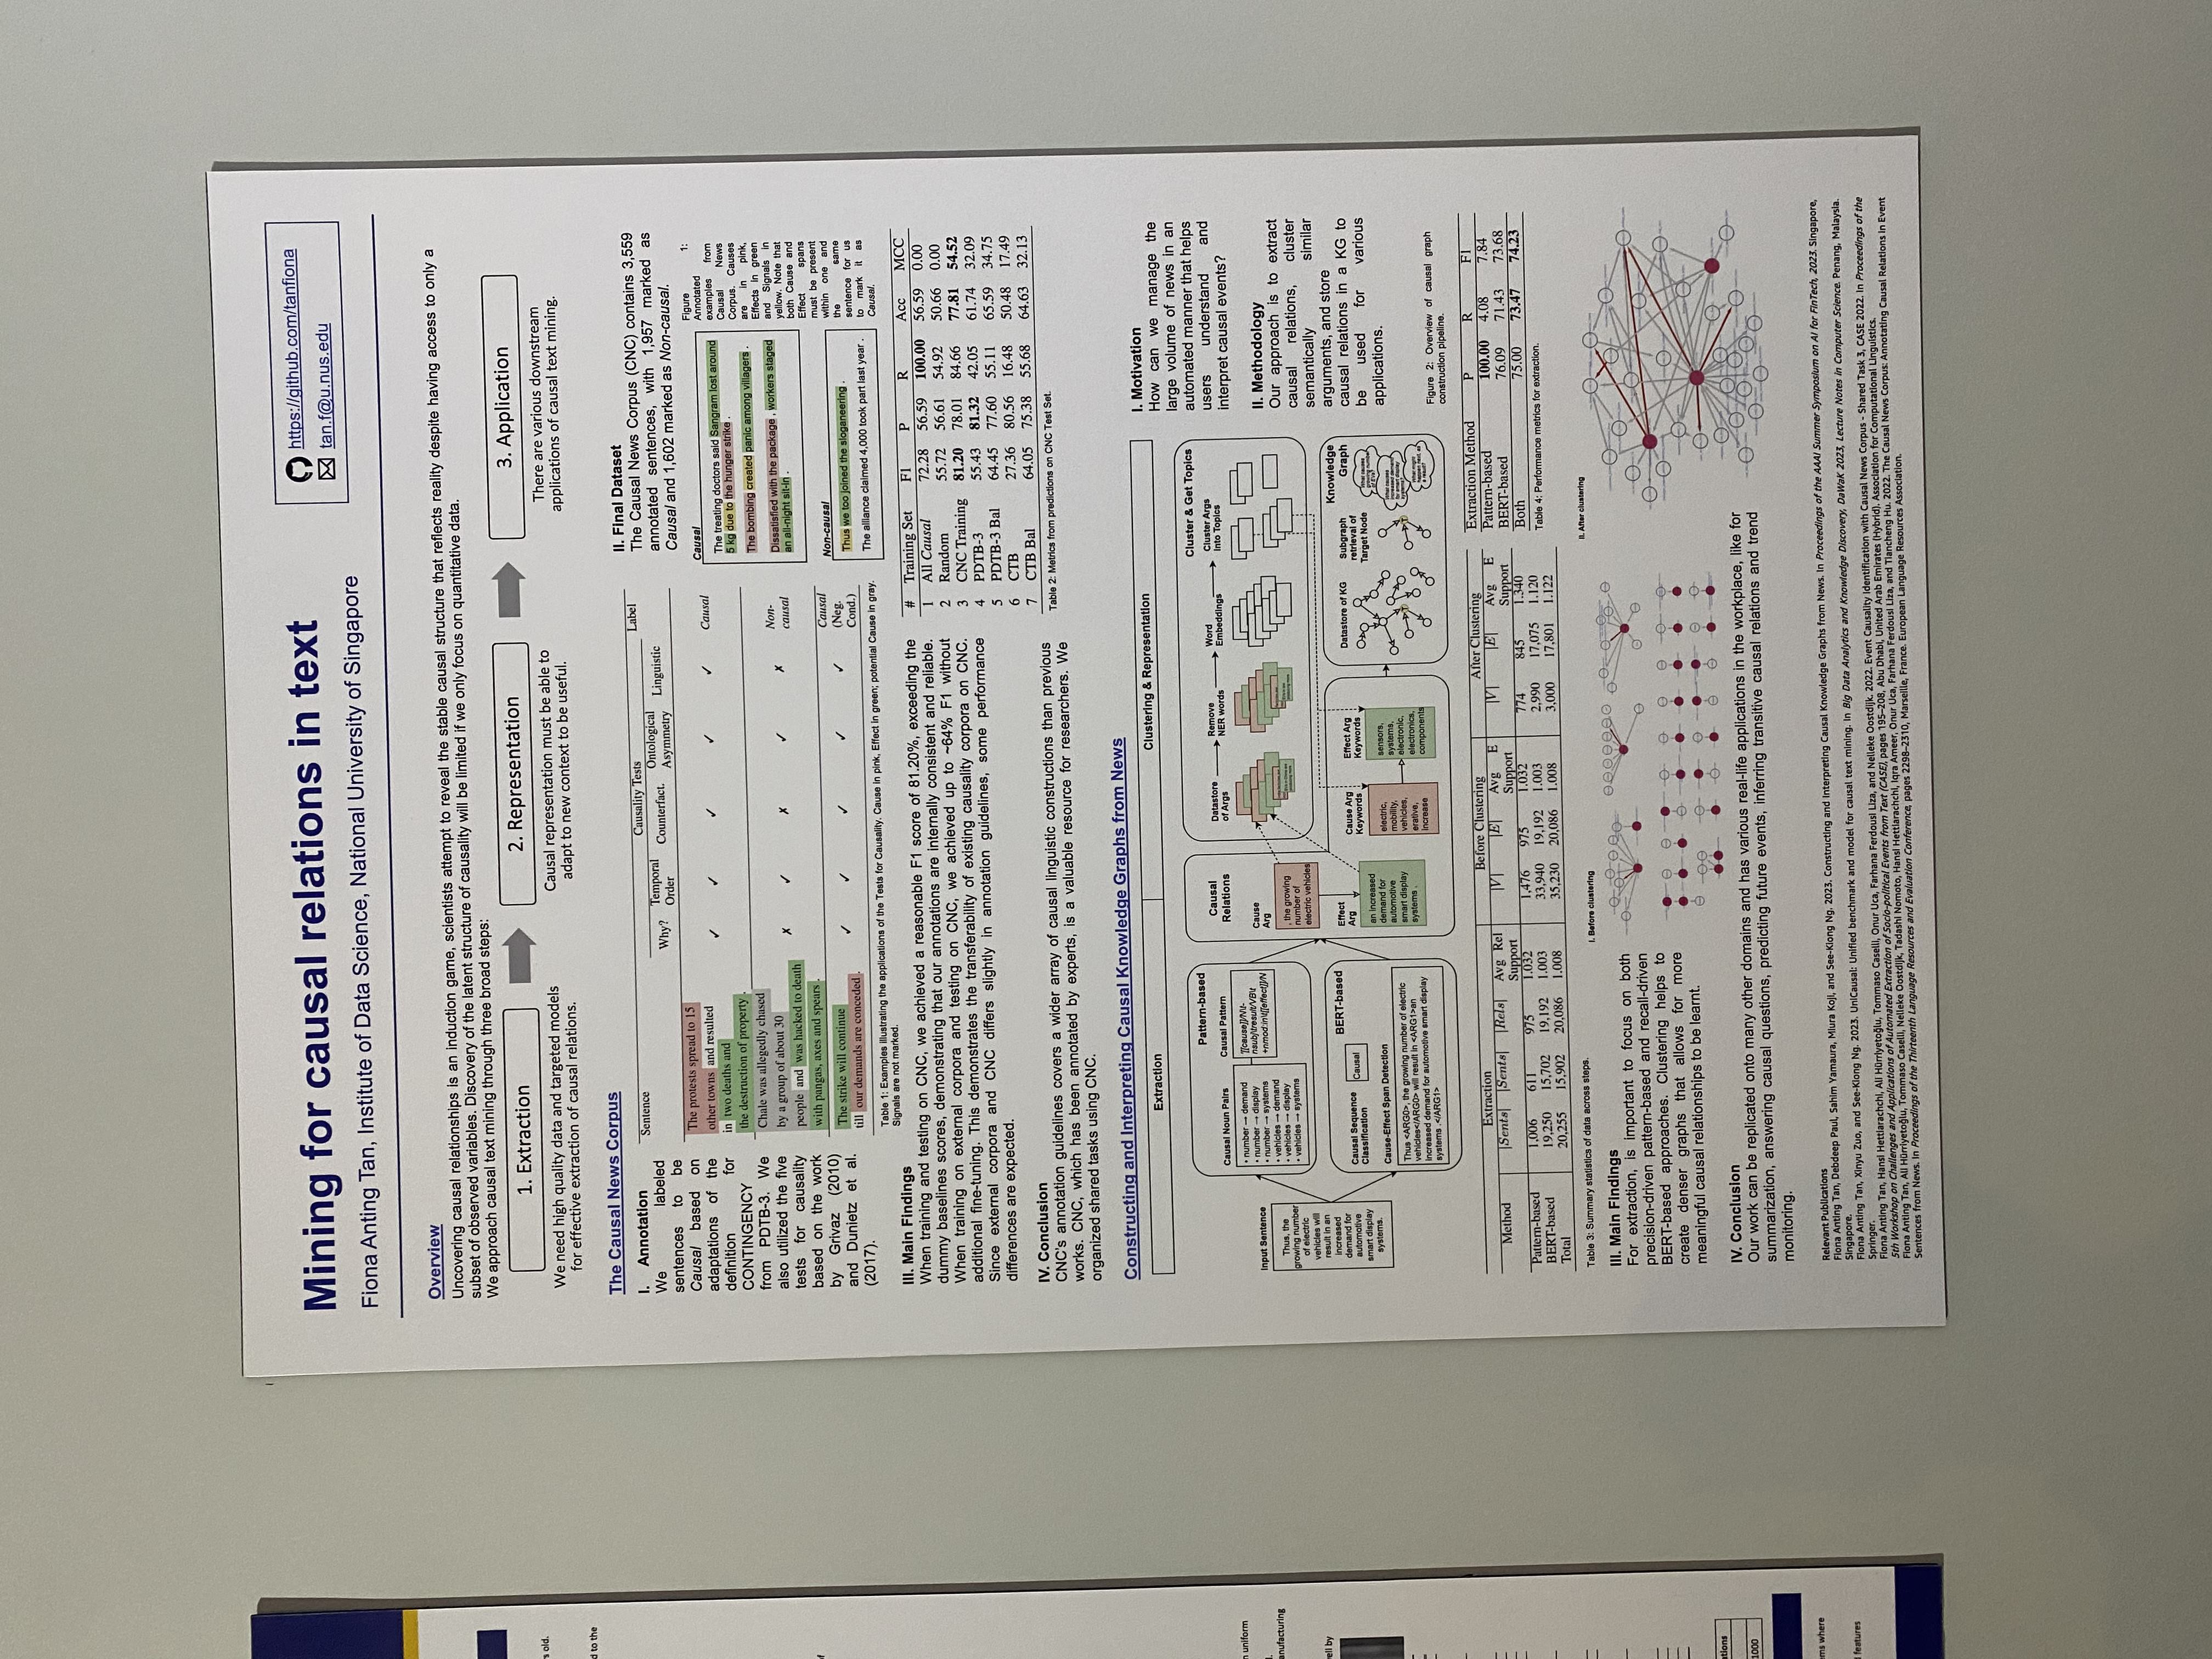 Mining for causal relations in text
Fiona Anting Tan, Institute of Data Science, National University of Singapore
https://github.com/tanfiona
tan.f@u.nus.edu
Overview
Uncovering causal relationships is an induction game, scientists attempt to reveal the stable causal structure that reflects reality despite having access to only a
subset of observed variables. Discovery of the latent structure of causality will be limited if we only focus on quantitative data.
We approach causal text mining through three broad steps:
1. Extraction
We need high quality data and targeted models
for effective extraction of causal relations.
2. Representation
Causal representation must be able to
adapt to new context to be useful.
3. Application
There are various downstream
applications of causal text mining.
The Causal News Corpus
I. Annotation
We labeled
sentences to be
Causal based on
adaptations of the
definition for
CONTINGENCY
from PDTB-3. We
also utilized the five
tests for causality
based on the work
by Grivaz (2010)
and Dunietz et al.
(2017).
Sentence Causality Tests Label
Why? Temporal Order Counterfact. Ontological Asymmetry Linguistic
The protests spread to 15
other towns and resulted
in two deaths and
the destruction of property .
✓ ✓ ✓ ✓ ✓ Causal
Chale was allegedly chased
by a group of about 30
people and was hacked to death
with pangas, axes and spears .
✗ ✓ ✗ ✓ ✗ Non-causal
The strike will continue
till our demands are conceded .
✓ ✓ ✓ ✓ ✓ Causal (Neg. Cond.)
Table 1: Examples illustrating the applications of the Tests for Causality. Cause in pink, Effect in green; potential Cause in gray.
Signals are not marked.
II. Final Dataset
The Causal News Corpus (CNC) contains 3,559
annotated sentences, with 1,957 marked as
Causal and 1,602 marked as Non-causal.
Causal
The treating doctors said Sangram lost around
5 kg due to the hunger strike .
The bombing created panic among villagers .
Dissatisfied with the package , workers staged
an all-night sit-in .
Non-causal
Thus we too joined the sloganeering .
The alliance claimed 4,000 took part last year .
Figure 1:
Annotated
examples from
Causal News
Corpus. Causes
are in pink,
Effects in green
and Signals in
yellow. Note that
both Cause and
Effect spans
must be present
within one and
the same
sentence for us
to mark it as
Causal.
III. Main Findings
When training and testing on CNC, we achieved a reasonable F1 score of 81.20%, exceeding the
dummy baselines scores, demonstrating that our annotations are internally consistent and reliable.
When training on external corpora and testing on CNC, we achieved up to ~64% F1 without
additional fine-tuning. This demonstrates the transferability of existing causality corpora on CNC.
Since external corpora and CNC differs slightly in annotation guidelines, some performance
differences are expected.
IV. Conclusion
CNC's annotation guidelines covers a wider array of causal linguistic constructions than previous
works. CNC, which has been annotated by experts, is a valuable resource for researchers. We
organized shared tasks using CNC.
# Training Set F1 P R Acc MCC
1 All Causal 72.28 56.59 100.00 56.59 0.00
2 Random 55.72 56.61 54.92 50.66 0.00
3 CNC Training 81.20 78.01 84.66 77.81 54.52
4 PDTB-3 55.43 81.32 42.05 61.74 32.09
5 PDTB-3 Bal 64.45 77.60 55.11 65.59 34.75
6 CTB 27.36 80.56 16.48 50.48 17.49
7 CTB Bal 64.05 75.38 55.68 64.63 32.13
Table 2: Metrics from predictions on CNC Test Set.
Constructing and Interpreting Causal Knowledge Graphs from News
Extraction
Clustering & Representation
Input Sentence
Thus, the
growing number
of electric
vehicles will
result in an
increased
demand for
automotive
smart display
systems.
Pattern-based
Causal Noun Pairs
• number → demand
• number → display
• number → systems
• vehicles → demand
• vehicles → display
• vehicles → systems
Causal Pattern
BERT-based
Causal Sequence
Classification
Causal
Cause-Effect Span Detection
Thus <ARG0>, the growing number of electric
vehicles</ARG0> will result in <ARG1>an
increased demand for automotive smart display
systems .</ARG1>
Causal
Relations
Cause
Arg
, the growing
number of
electric vehicles
Effect
Arg
an increased
demand for
automotive
smart display
systems .
Cluster & Get Topics
Datastore
of Args
Remove
NER words
Word
Embeddings
Cluster Args
Into Topics
Cause Arg
Keywords
electric,
mobility,
vehicles,
erative,
increase
Effect Arg
Keywords
sensors,
systems,
electronic,
electronics,
components
Knowledge
Graph
Datastore of KG
Subgraph
retrieval of
Target Node
What causes
growing number
of EVs?
What causes
increased demand
for smart display
systems?
What might
happen next, as
a result?
I. Motivation
How can we manage the
large volume of news in an
automated manner that helps
users understand and
interpret causal events?
II. Methodology
Our approach is to extract
causal relations, cluster
semantically similar
arguments, and store
causal relations in a KG to
be used for various
applications.
Figure 2: Overview of causal graph
construction pipeline.
Extraction Before Clustering After Clustering
Method |Sents| |Sents| |Rels| Avg Rel Support |V| |E| Avg E Support |V| |E| Avg E Support
Pattern-based 1,006 611 975 1.032 1,476 975 1.032 774 845 1.340
BERT-based 19,250 15,702 19,192 1.003 33,940 19,192 1.003 2,990 17,075 1.120
Total 20,255 15,902 20,086 1.008 35,230 20,086 1.008 3,000 17,801 1.122
Table 3: Summary statistics of data across steps.
Extraction Method P R F1
Pattern-based 100.00 4.08 7.84
BERT-based 76.09 71.43 73.68
Both 75.00 73.47 74.23
Table 4: Performance metrics for extraction.
III. Main Findings
For extraction, is important to focus on both
precision-driven pattern-based and recall-driven
BERT-based approaches. Clustering helps to
create denser graphs that allows for more
meaningful causal relationships to be learnt.
I. Before clustering
II. After clustering
IV. Conclusion
Our work can be replicated onto many other domains and has various real-life applications in the workplace, like for
summarization, answering causal questions, predicting future events, inferring transitive causal relations and trend
monitoring.
Relevant Publications
Fiona Anting Tan, Debdeep Paul, Sahim Yamaura, Miura Koji, and See-Kiong Ng. 2023. Constructing and Interpreting Causal Knowledge Graphs from News. In Proceedings of the AAAI Summer Symposium on AI for FinTech, 2023. Singapore,
Singapore.
Fiona Anting Tan, Xinyu Zuo, and See-Kiong Ng. 2023. UniCausal: Unified benchmark and model for causal text mining. In Big Data Analytics and Knowledge Discovery, DaWaK 2023, Lecture Notes in Computer Science. Penang, Malaysia.
Springer.
Fiona Anting Tan, Hansi Hettiarachchi, Ali Hürriyetoğlu, Tommaso Caselli, Onur Uca, Farhana Ferdousi Liza, and Nelleke Oostdijk. 2022. Event Causality Identification with Causal News Corpus - Shared Task 3, CASE 2022. In Proceedings of the
5th Workshop on Challenges and Applications of Automated Extraction of Socio-political Events from Text (CASE), pages 195–208, Abu Dhabi, United Arab Emirates (Hybrid). Association for Computational Linguistics.
Fiona Anting Tan, Ali Hürriyetoğlu, Tommaso Caselli, Nelleke Oostdijk, Tadashi Nomoto, Hansi Hettiarachchi, Iqra Ameer, Onur Uca, Farhana Ferdousi Liza, and Tiancheng Hu. 2022. The Causal News Corpus: Annotating Causal Relations in Event
Sentences from News. In Proceedings of the Thirteenth Language Resources and Evaluation Conference, pages 2298–2310, Marseille, France. European Language Resources Association.
s old.
d to the
n uniform
anufacturing
ell by
ations
1000
ems where
features